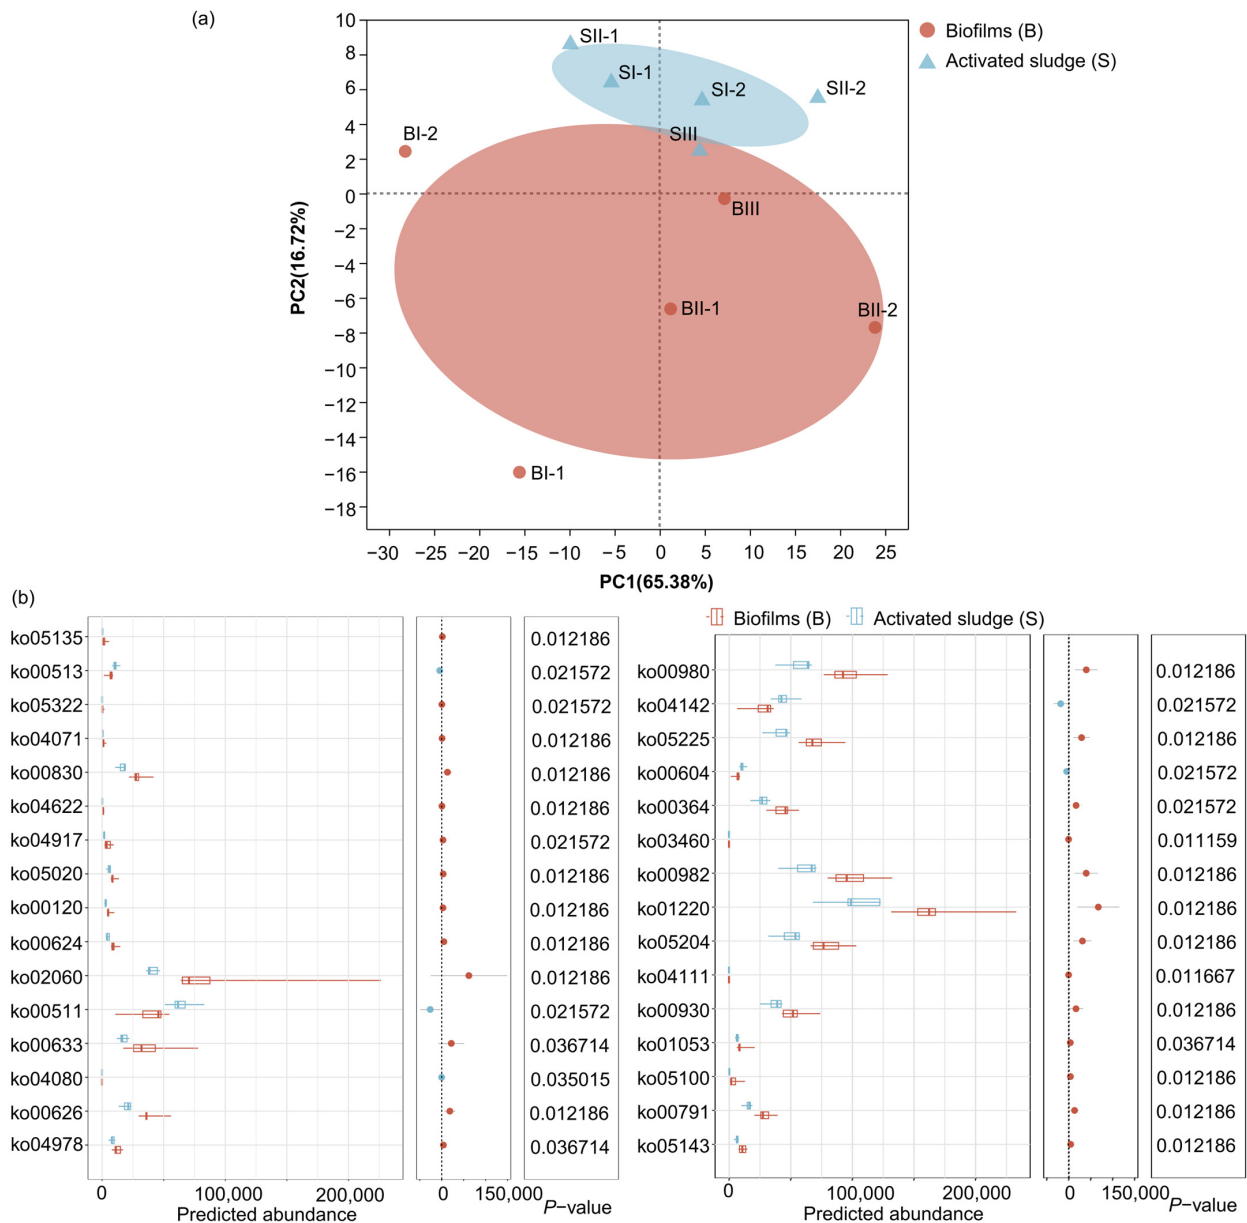 (a)
Biofilms (B)
Activated sludge (S)
10
8
6
4
2
0
−2
−4
−6
−8
−10
−12
−14
−16
−18
PC2(16.72%)
SII-1
SI-1
SI-2
SII-2
SIII
BI-2
BIII
BII-1
BII-2
BI-1
−30 −25 −20 −15 −10 −5 0 5 10 15 20 25
PC1(65.38%)
(b)
Biofilms (B) Activated sludge (S)
ko05135 0.012186
ko00513 0.021572
ko05322 0.021572
ko04071 0.012186
ko00830 0.012186
ko04622 0.012186
ko04917 0.021572
ko05020 0.012186
ko00120 0.012186
ko00624 0.012186
ko02060 0.012186
ko00511 0.021572
ko00633 0.036714
ko04080 0.035015
ko00626 0.012186
ko04978 0.036714
0 100,000 200,000 0 150,000
Predicted abundance P−value
ko00980 0.012186
ko04142 0.021572
ko05225 0.012186
ko00604 0.021572
ko00364 0.021572
ko03460 0.011159
ko00982 0.012186
ko01220 0.012186
ko05204 0.012186
ko04111 0.011667
ko00930 0.012186
ko01053 0.036714
ko05100 0.012186
ko00791 0.012186
ko05143 0.012186
0 100,000 200,000 0 150,000
Predicted abundance P−value